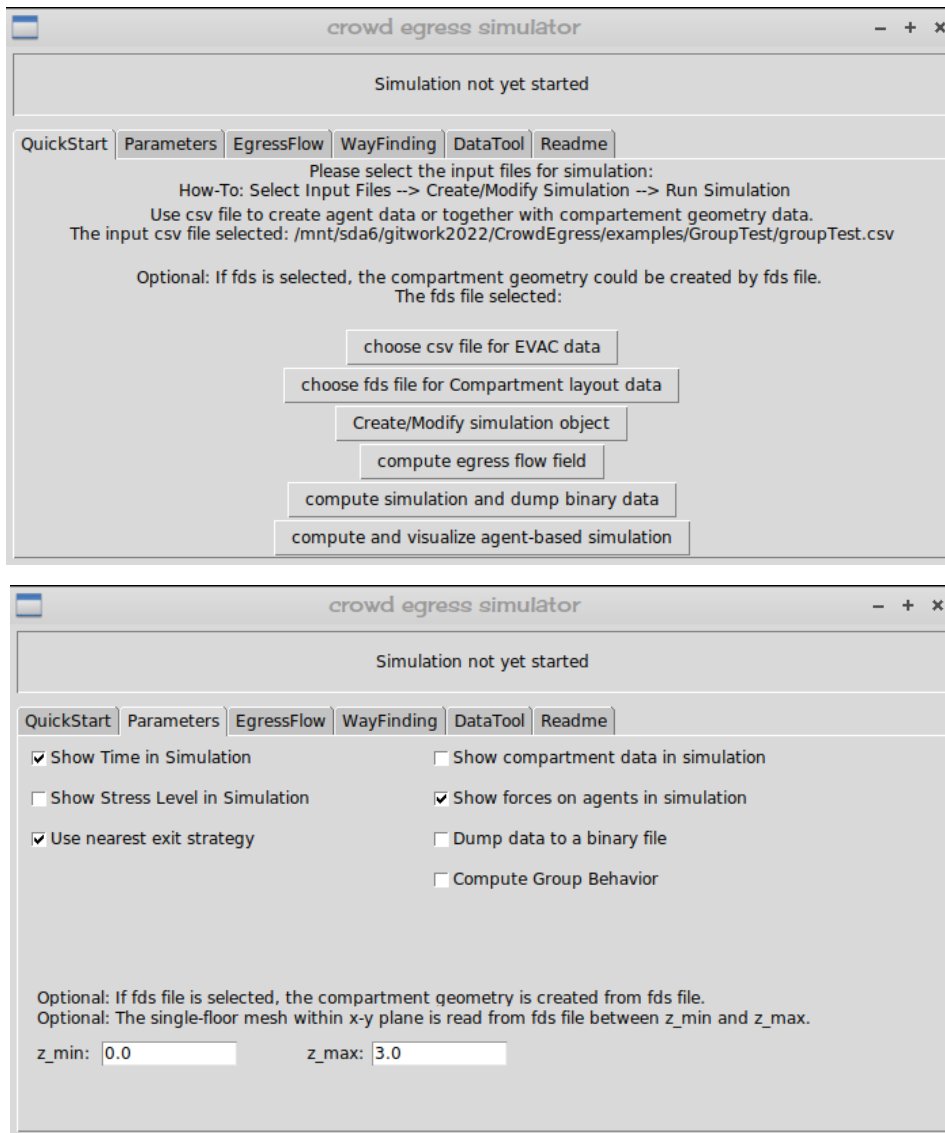 crowd egress simulator
Simulation not yet started
QuickStart Parameters EgressFlow WayFinding DataTool Readme
Please select the input files for simulation:
How-To: Select Input Files --> Create/Modify Simulation --> Run Simulation
Use csv file to create agent data or together with compartement geometry data.
The input csv file selected: /mnt/sda6/gitwork2022/CrowdEgress/examples/GroupTest/groupTest.csv
Optional: If fds is selected, the compartment geometry could be created by fds file.
The fds file selected:
choose csv file for EVAC data
choose fds file for Compartment layout data
Create/Modify simulation object
compute egress flow field
compute simulation and dump binary data
compute and visualize agent-based simulation
crowd egress simulator
Simulation not yet started
QuickStart Parameters EgressFlow WayFinding DataTool Readme
Show Time in Simulation Show compartment data in simulation
Show Stress Level in Simulation Show forces on agents in simulation
Use nearest exit strategy Dump data to a binary file
Compute Group Behavior
Optional: If fds file is selected, the compartment geometry is created from fds file.
Optional: The single-floor mesh within x-y plane is read from fds file between z_min and z_max.
z_min: 0.0 z_max: 3.0